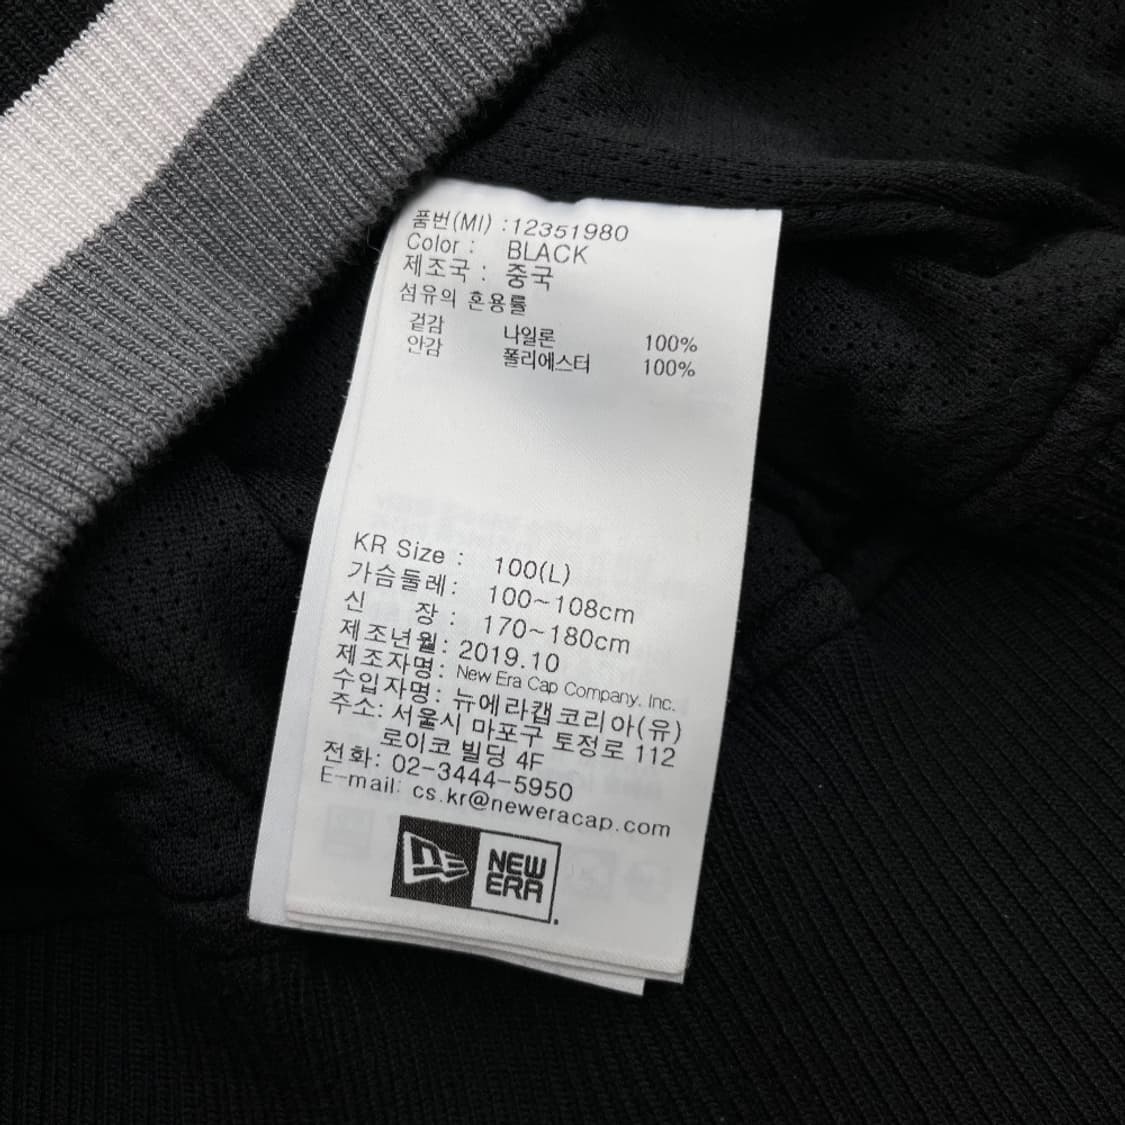 품번(MI) :12351980
Color : BLACK
제조국 : 중국
섬유의 혼용률
겉감 나일론 100%
안감 폴리에스터 100%
KR Size : 100(L)
가슴둘레: 100~108cm
신 장 : 170~180cm
제조년월: 2019.10
제조자명: New Era Cap Company. Inc.
수입자명: 뉴에라캡코리아(유)
주소: 서울시 마포구 토정로 112
로이코 빌딩 4F
전화: 02-3444-5950
E-mail: cs.kr@neweracap.com
NE NEW
ERA